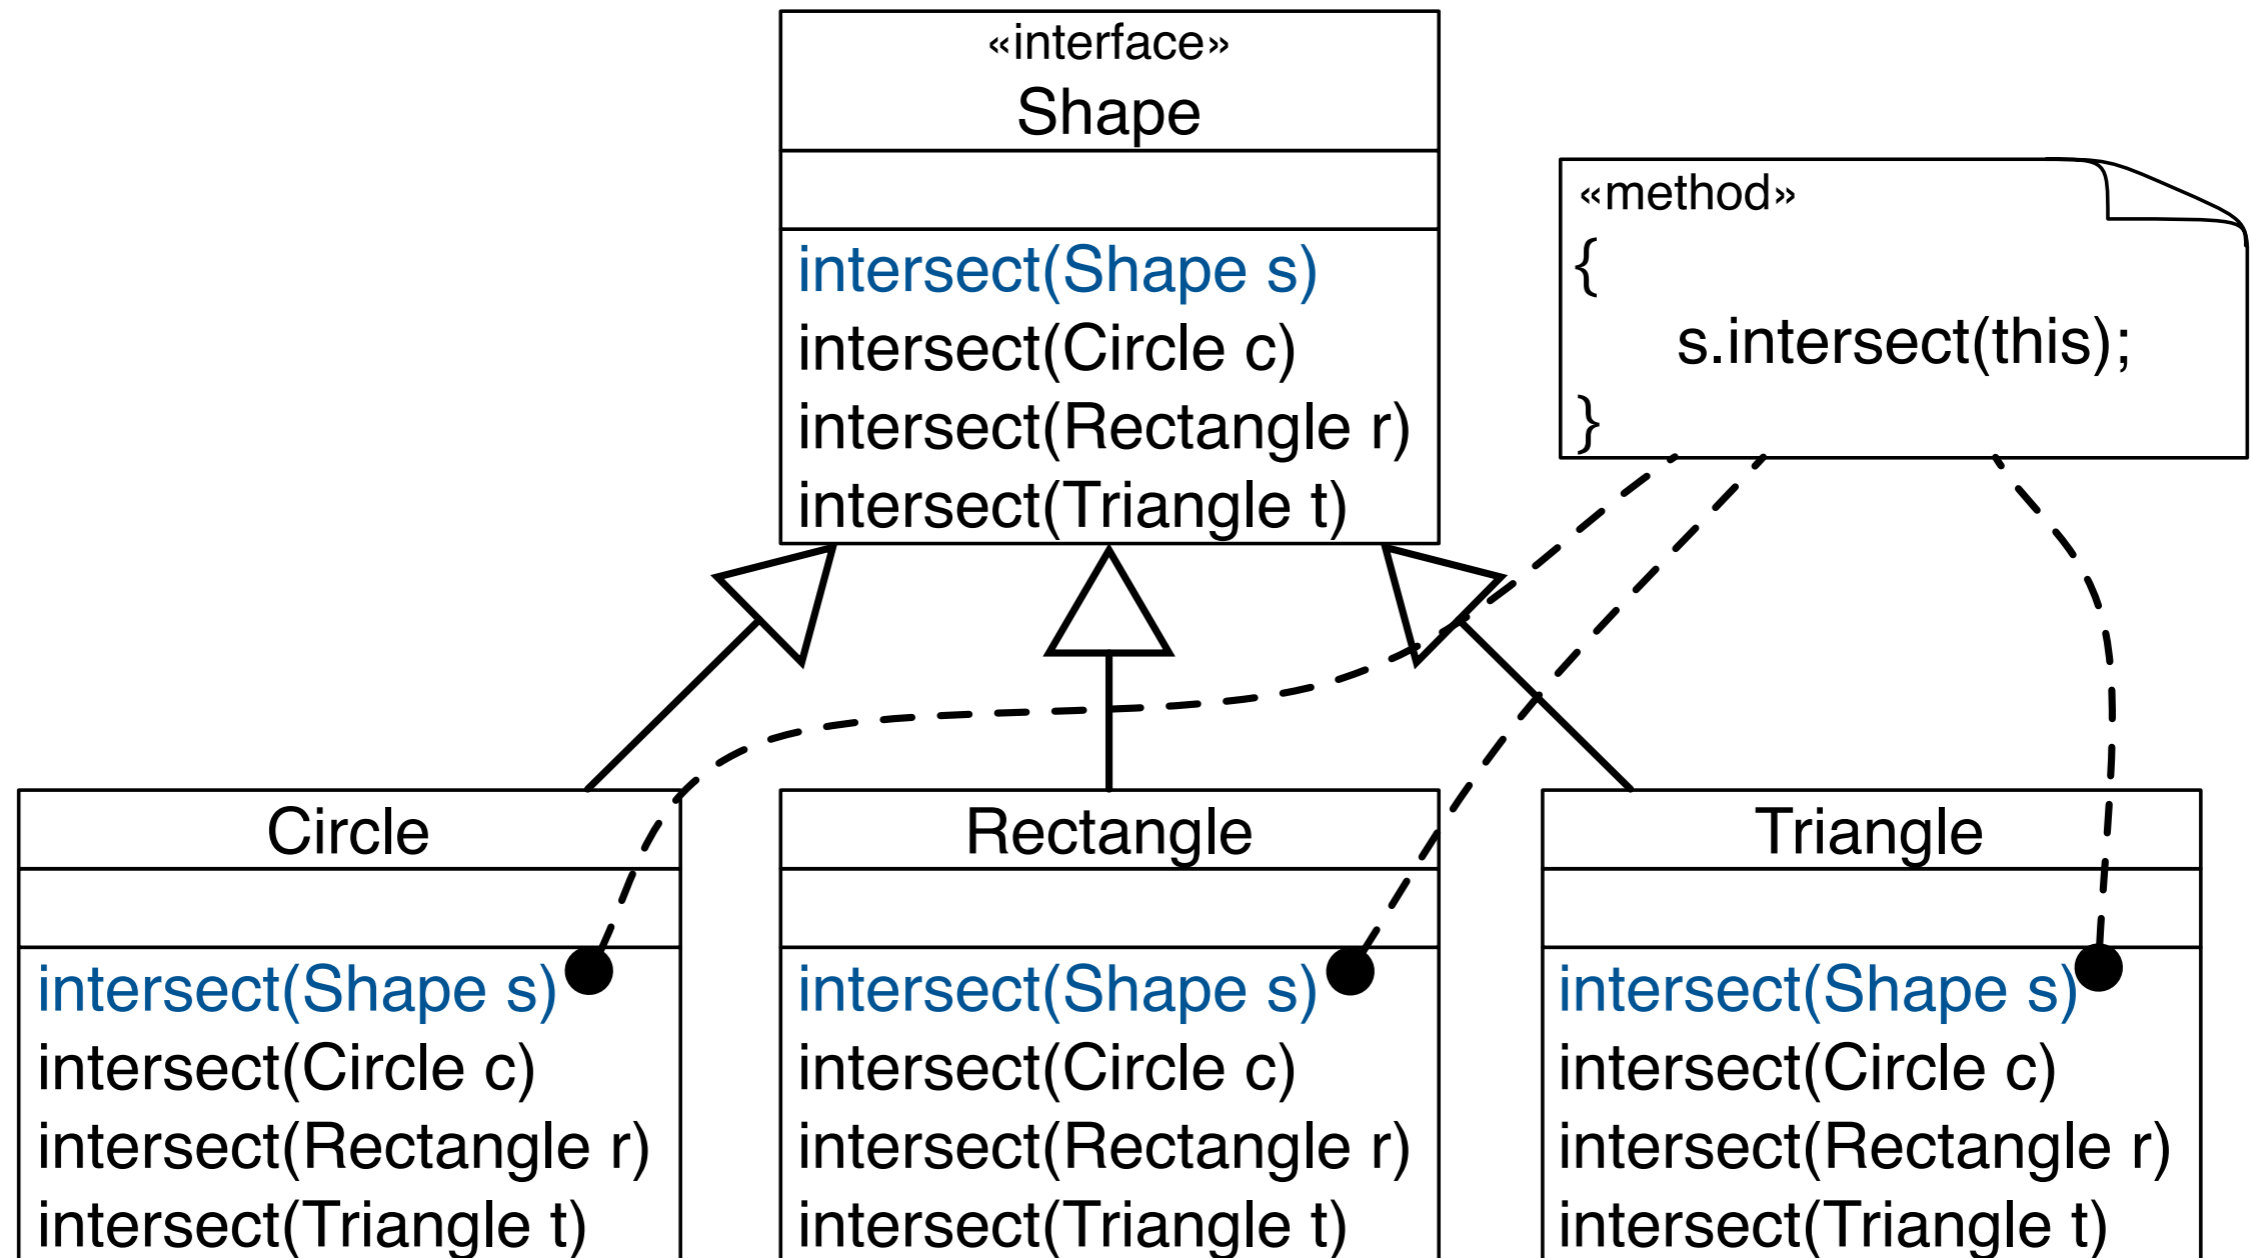 «interface»
Shape
intersect(Shape s)
intersect(Circle c)
intersect(Rectangle r)
intersect(Triangle t)
«method»
{
s.intersect(this);
}
Circle
intersect(Shape s)
intersect(Circle c)
intersect(Rectangle r)
intersect(Triangle t)
Rectangle
intersect(Shape s)
intersect(Circle c)
intersect(Rectangle r)
intersect(Triangle t)
Triangle
intersect(Shape s)
intersect(Circle c)
intersect(Rectangle r)
intersect(Triangle t)